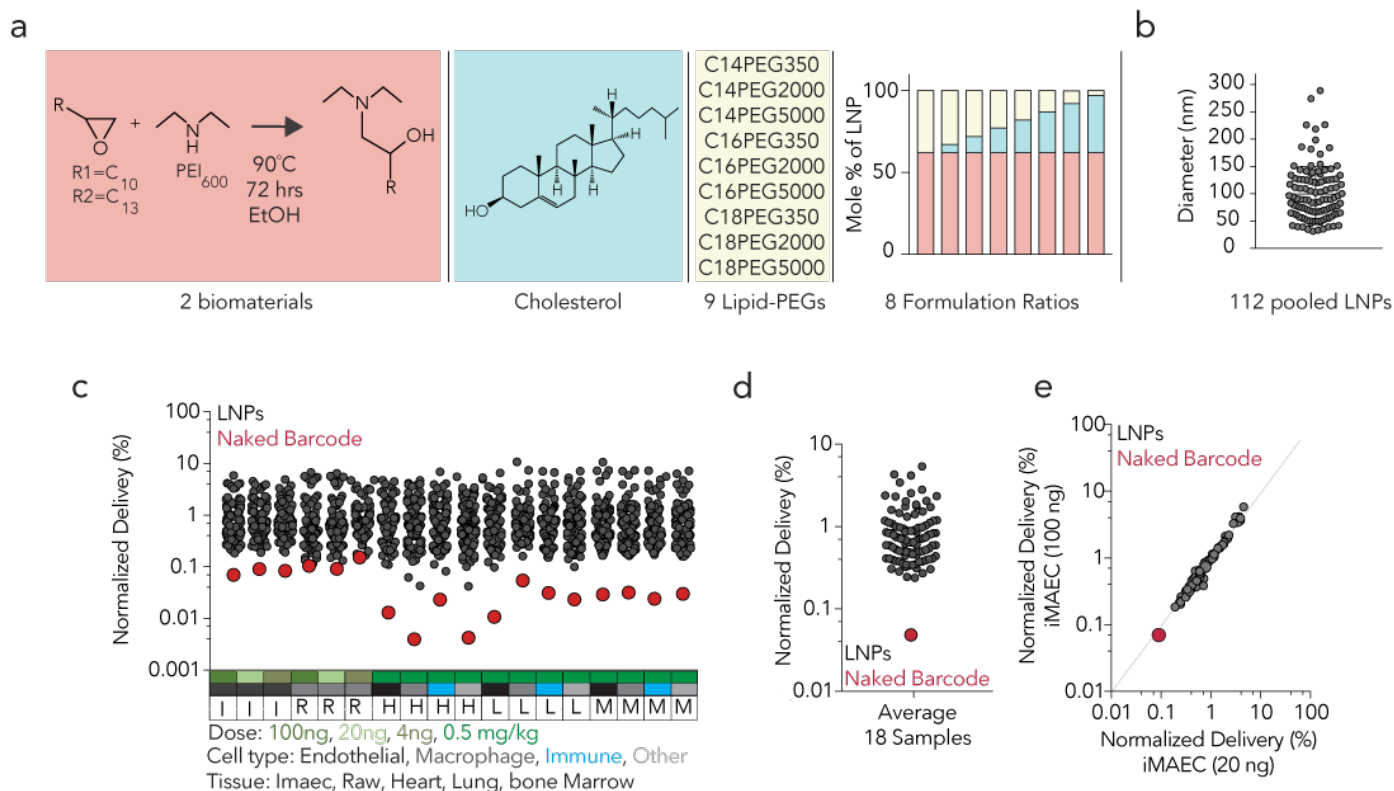 a
R
O
+
N
H
R1=C10
R2=C13
PEI600
90°C
72 hrs
EtOH
N
OH
R
2 biomaterials
H
H
H
H
HO
Cholesterol
C14PEG350
C14PEG2000
C14PEG5000
C16PEG350
C16PEG2000
C16PEG5000
C18PEG350
C18PEG2000
C18PEG5000
9 Lipid-PEGs
Mole % of LNP
100
50
0
8 Formulation Ratios
b
Diameter (nm)
300
250
200
150
100
50
0
112 pooled LNPs
c
Normalized Delivey (%)
100
10
1
0.1
0.01
0.001
LNPs
Naked Barcode
I I I R R R H H H H L L L L M M M M
Dose: 100ng, 20ng, 4ng, 0.5 mg/kg
Cell type: Endothelial, Macrophage, Immune, Other
Tissue: Imaec, Raw, Heart, Lung, bone Marrow
d
Normalized Delivey (%)
10
1
0.1
0.01
LNPs
Naked Barcode
Average
18 Samples
e
Normalized Delivery (%)
iMAEC (100 ng)
100
10
1
0.1
0.01
LNPs
Naked Barcode
0.01 0.1 1 10 100
Normalized Delivery (%)
iMAEC (20 ng)